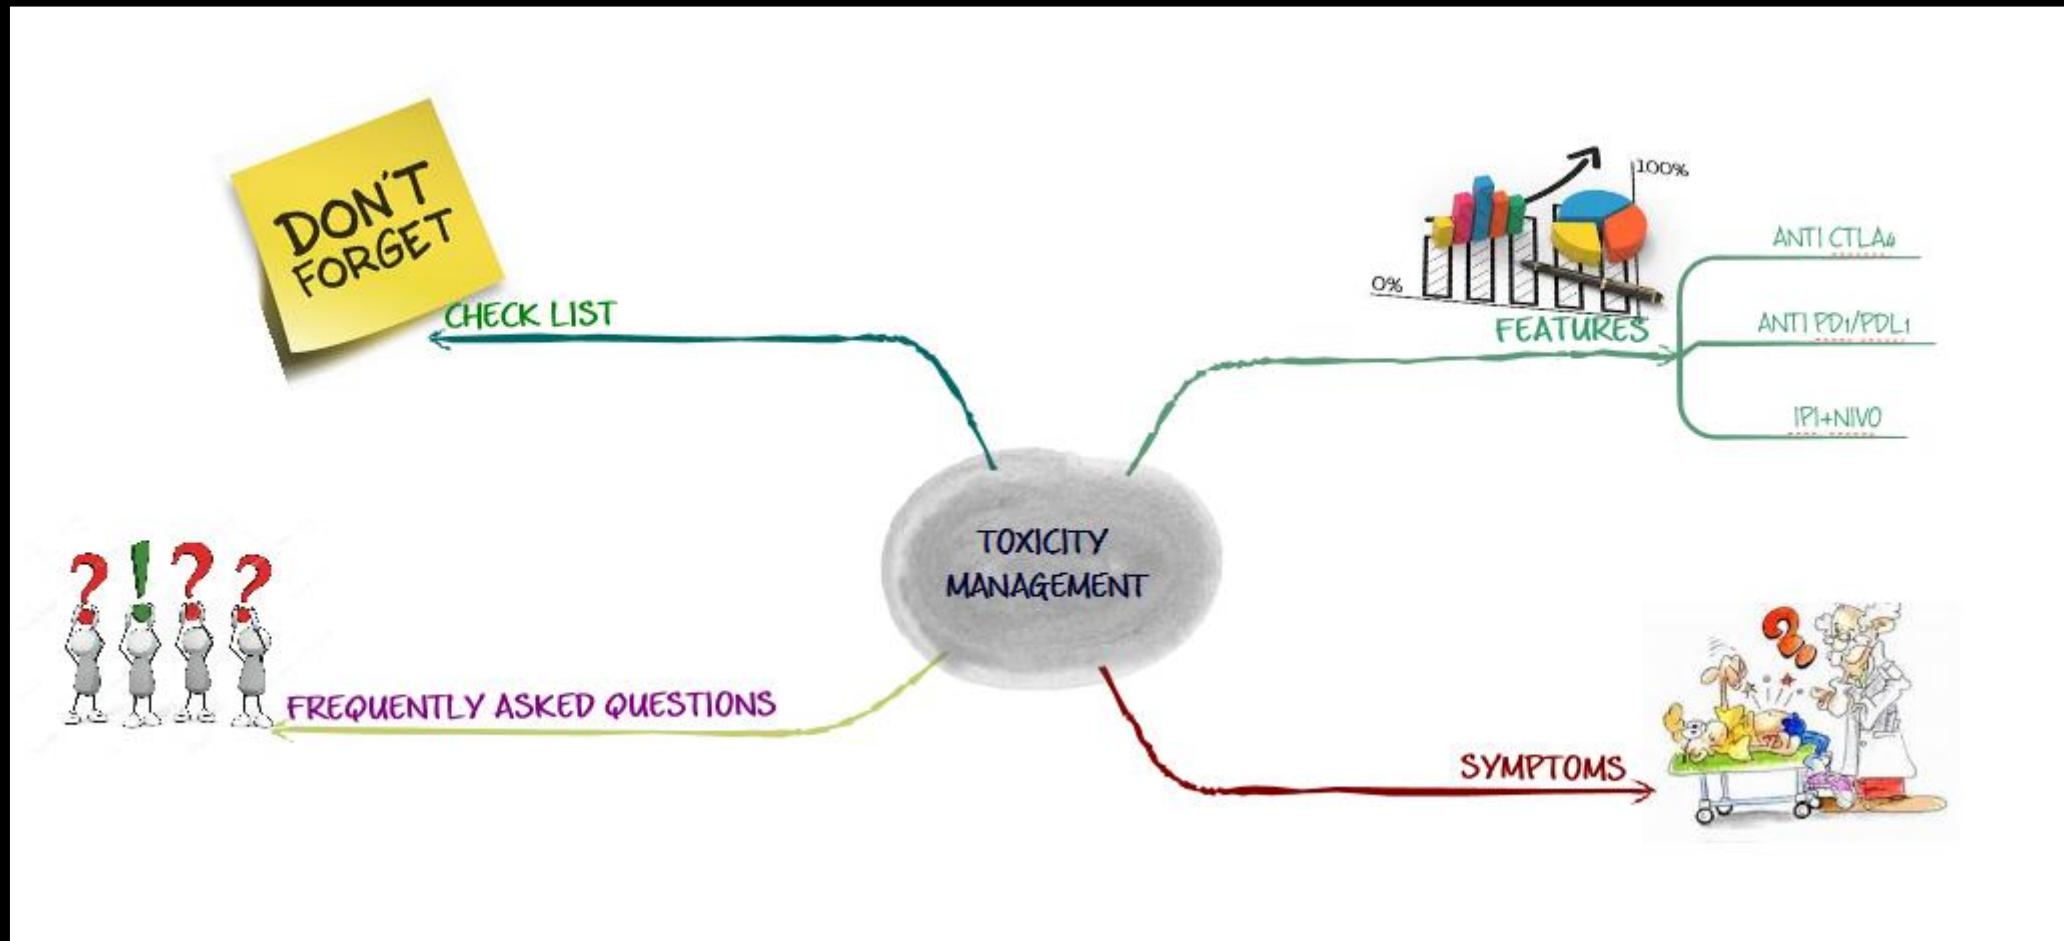 DON'T
FORGET
CHECK LIST
100%
0%
FEATURES
ANTI CTLA4
ANTI PD1/PDL1
IPI+NIVO
TOXICITY
MANAGEMENT
? ! ? ?
FREQUENTLY ASKED QUESTIONS
SYMPTOMS